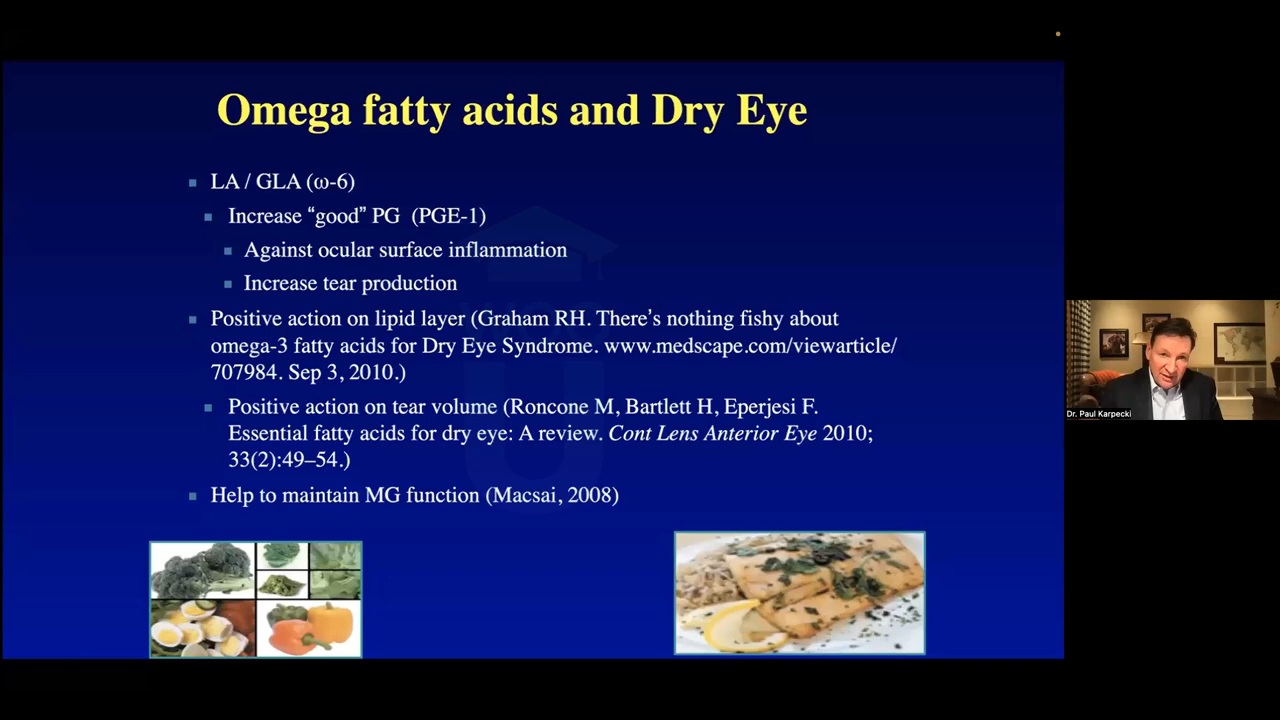 Omega fatty acids and Dry Eye
LA / GLA (ω-6)
Increase “good” PG (PGE-1)
Against ocular surface inflammation
Increase tear production
Positive action on lipid layer (Graham RH. There’s nothing fishy about
omega-3 fatty acids for Dry Eye Syndrome. www.medscape.com/viewarticle/
707984. Sep 3, 2010.)
Positive action on tear volume (Roncone M, Bartlett H, Eperjesi F.
Essential fatty acids for dry eye: A review. Cont Lens Anterior Eye 2010;
33(2):49–54.)
Help to maintain MG function (Macsai, 2008)
Dr. Paul Karpecki